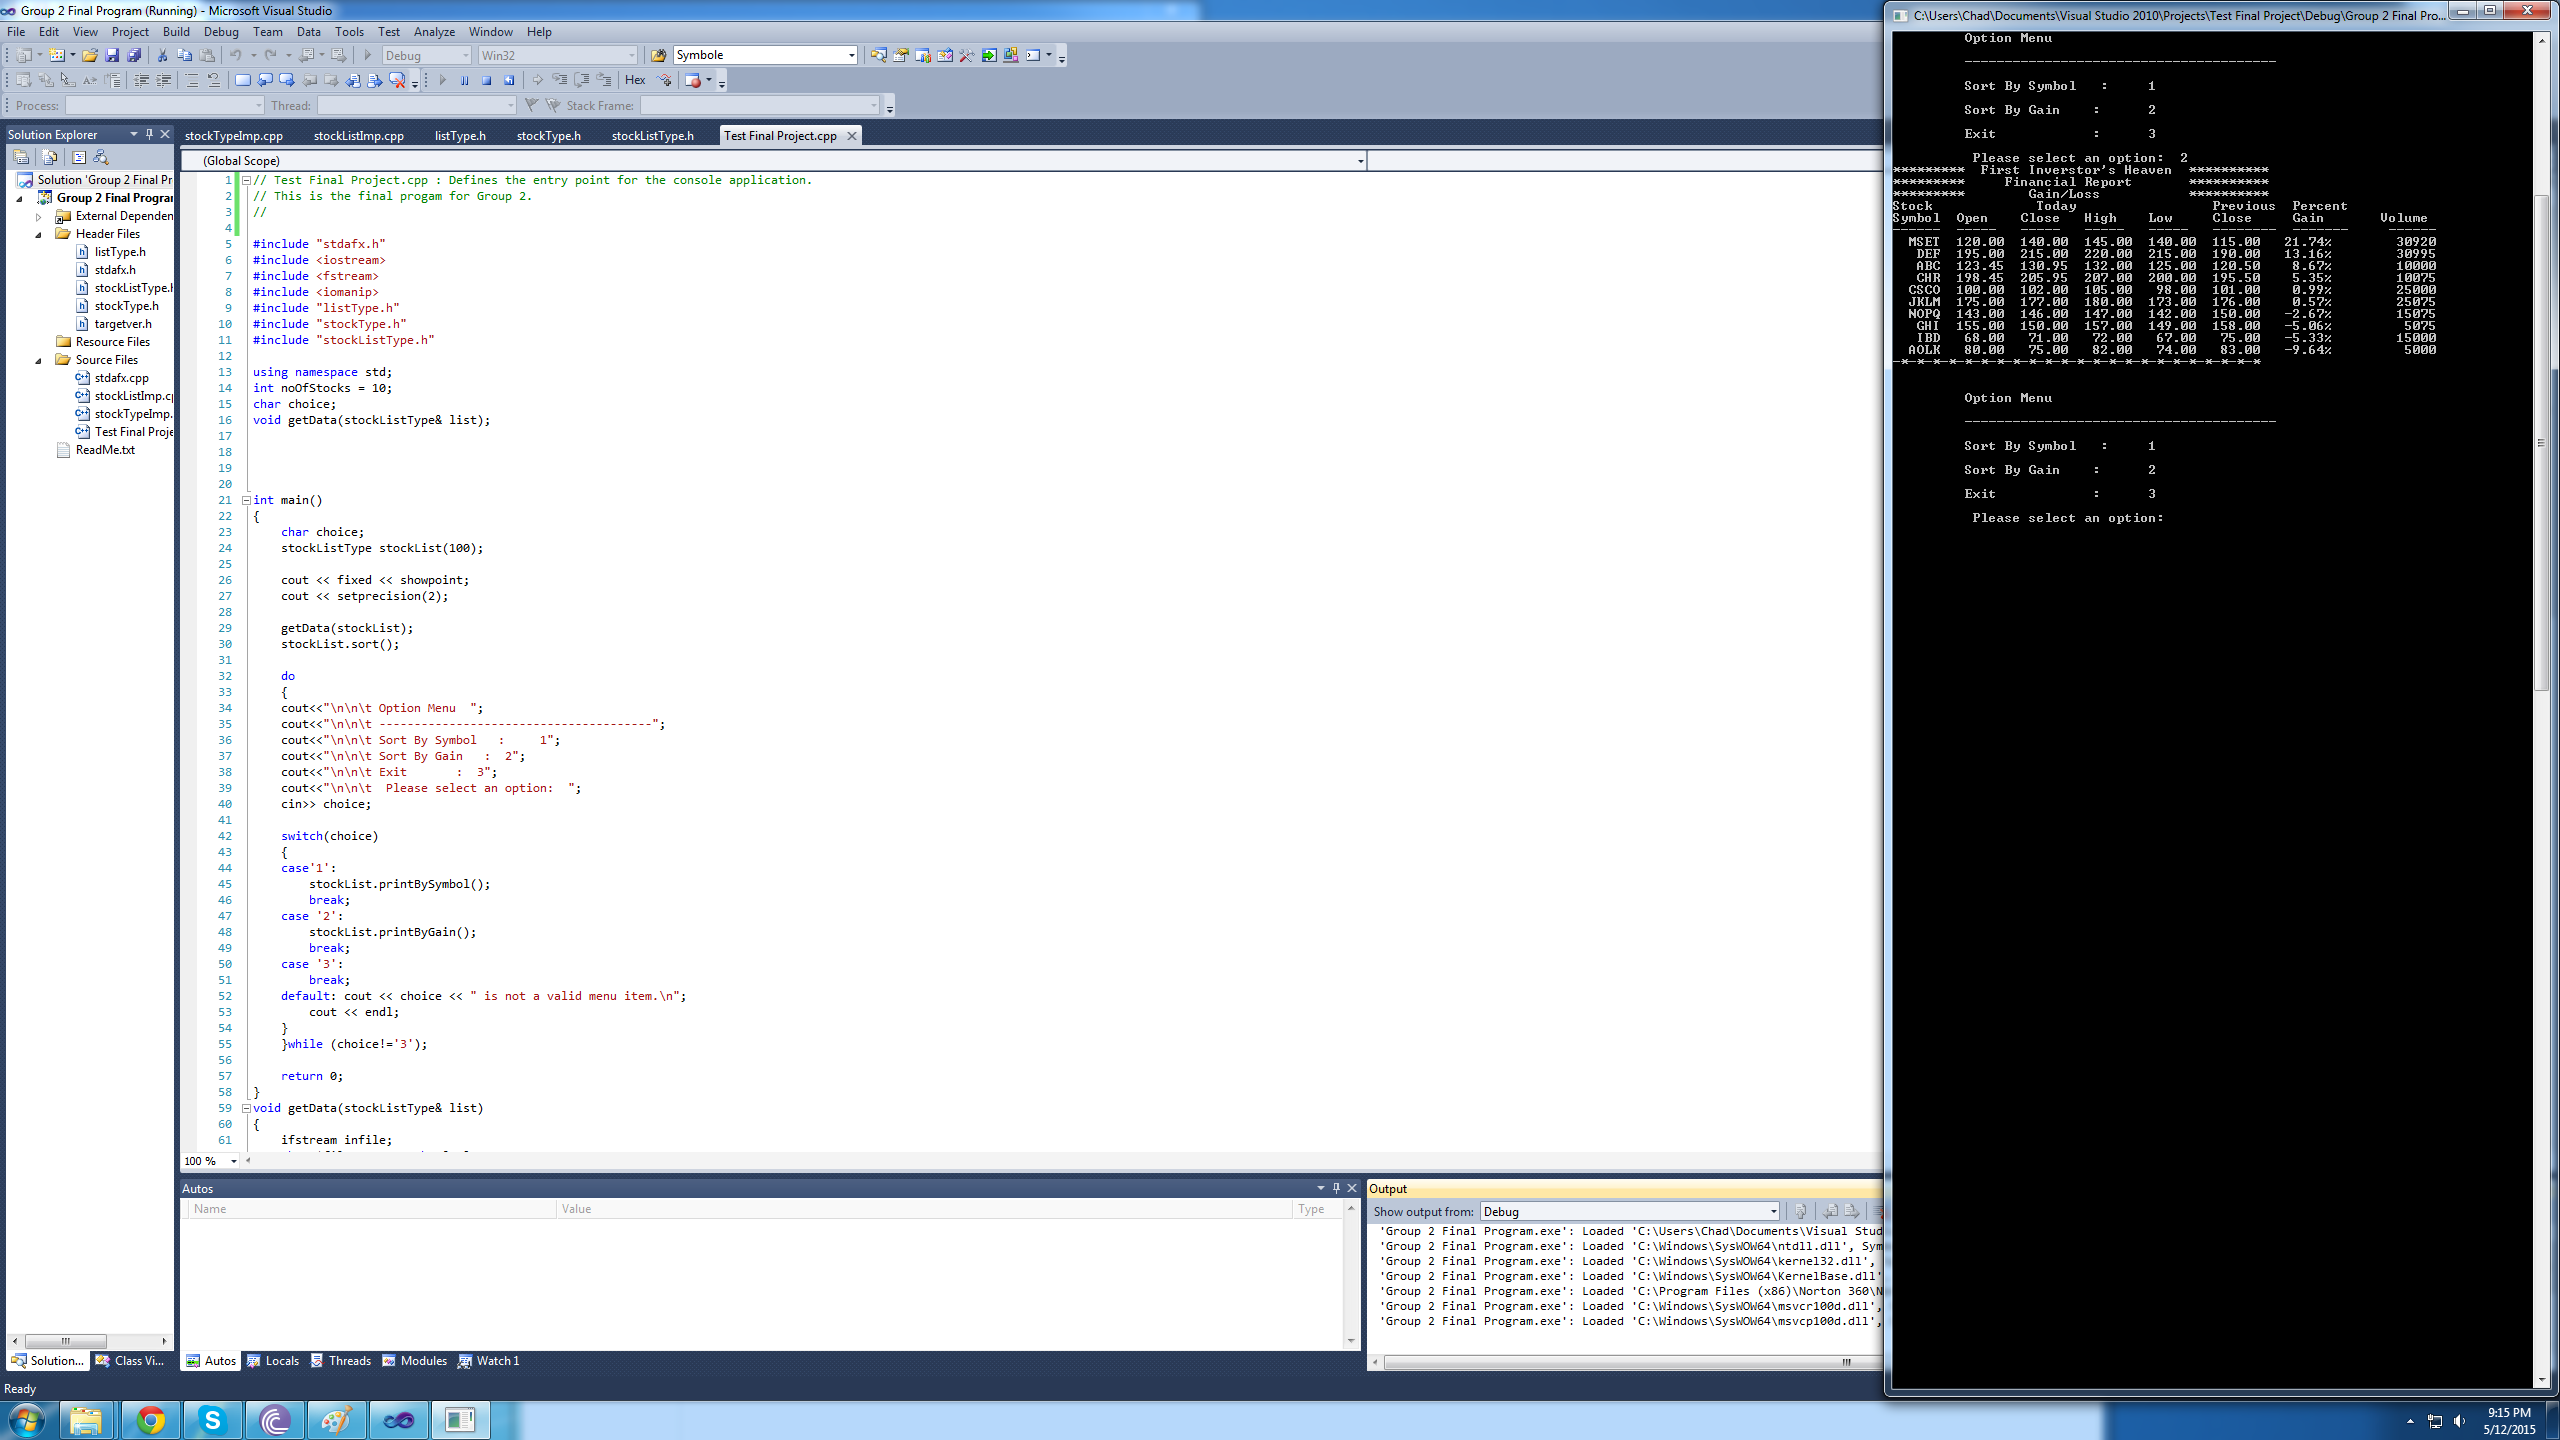 Group 2 Final Program (Running) - Microsoft Visual Studio
File Edit View Project Build Debug Team Data Tools Test Analyze Window Help
Debug Win32 Symbole
Hex
Process: Thread: Stack Frame:
Solution Explorer
Solution 'Group 2 Final Pr
Group 2 Final Program
External Dependen
Header Files
listType.h
stdafx.h
stockListType.h
stockType.h
targetver.h
Resource Files
Source Files
stdafx.cpp
stockListImp.cp
stockTypeImp.
Test Final Proje
ReadMe.txt
Solution... Class Vi...
stockTypeImp.cpp stockListImp.cpp listType.h stockType.h stockListType.h Test Final Project.cpp
(Global Scope)
1 // Test Final Project.cpp : Defines the entry point for the console application.
2 // This is the final progam for Group 2.
3 //
4
5 #include "stdafx.h"
6 #include <iostream>
7 #include <fstream>
8 #include <iomanip>
9 #include "listType.h"
10 #include "stockType.h"
11 #include "stockListType.h"
12
13 using namespace std;
14 int noOfStocks = 10;
15 char choice;
16 void getData(stockListType& list);
17
18
19
20
21 int main()
22 {
23 char choice;
24 stockListType stockList(100);
25
26 cout << fixed << showpoint;
27 cout << setprecision(2);
28
29 getData(stockList);
30 stockList.sort();
31
32 do
33 {
34 cout<<"\n\n\t Option Menu  ";
35 cout<<"\n\n\t ---------------------------------------";
36 cout<<"\n\n\t Sort By Symbol   :     1";
37 cout<<"\n\n\t Sort By Gain   :  2";
38 cout<<"\n\n\t Exit       :  3";
39 cout<<"\n\n\t  Please select an option:  ";
40 cin>> choice;
41
42 switch(choice)
43 {
44 case'1':
45 stockList.printBySymbol();
46 break;
47 case '2':
48 stockList.printByGain();
49 break;
50 case '3':
51 break;
52 default: cout << choice << " is not a valid menu item.\n";
53 cout << endl;
54 }
55 }while (choice!='3');
56
57 return 0;
58 }
59 void getData(stockListType& list)
60 {
61 ifstream infile;
100 %
Autos
Name Value Type
Autos Locals Threads Modules Watch 1
Output
Show output from: Debug
'Group 2 Final Program.exe': Loaded 'C:\Users\Chad\Documents\Visual Stud
'Group 2 Final Program.exe': Loaded 'C:\Windows\SysWOW64\ntdll.dll', Sym
'Group 2 Final Program.exe': Loaded 'C:\Windows\SysWOW64\kernel32.dll',
'Group 2 Final Program.exe': Loaded 'C:\Windows\SysWOW64\KernelBase.dll'
'Group 2 Final Program.exe': Loaded 'C:\Program Files (x86)\Norton 360\N
'Group 2 Final Program.exe': Loaded 'C:\Windows\SysWOW64\msvcr100d.dll',
'Group 2 Final Program.exe': Loaded 'C:\Windows\SysWOW64\msvcp100d.dll',
Ready
C:\Users\Chad\Documents\Visual Studio 2010\Projects\Test Final Project\Debug\Group 2 Final Pro...
Option Menu
---------------------------------------
Sort By Symbol : 1
Sort By Gain : 2
Exit : 3
Please select an option: 2
********* First Inverstor's Heaven **********
********* Financial Report **********
********* Gain/Loss **********
Stock Today Previous Percent
Symbol Open Close High Low Close Gain Volume
------ ----- ----- ----- ----- -------- ------- ------
MSET 120.00 140.00 145.00 140.00 115.00 21.74% 30920
DEF 195.00 215.00 220.00 215.00 190.00 13.16% 30995
ABC 123.45 130.95 132.00 125.00 120.50 8.67% 10000
CHR 198.45 205.95 207.00 200.00 195.50 5.35% 10075
CSCO 100.00 102.00 105.00 98.00 101.00 0.99% 25000
JKLM 175.00 177.00 180.00 173.00 176.00 0.57% 25075
NOPQ 143.00 146.00 147.00 142.00 150.00 -2.67% 15075
GHI 155.00 150.00 157.00 149.00 158.00 -5.06% 5075
IBD 68.00 71.00 72.00 67.00 75.00 -5.33% 15000
AOLK 80.00 75.00 82.00 74.00 83.00 -9.64% 5000
-*-*-*-*-*-*-*-*-*-*-*-*-*-*-*-*-*-*-*-*-*-*-*
Option Menu
---------------------------------------
Sort By Symbol : 1
Sort By Gain : 2
Exit : 3
Please select an option:
9:15 PM
5/12/2015